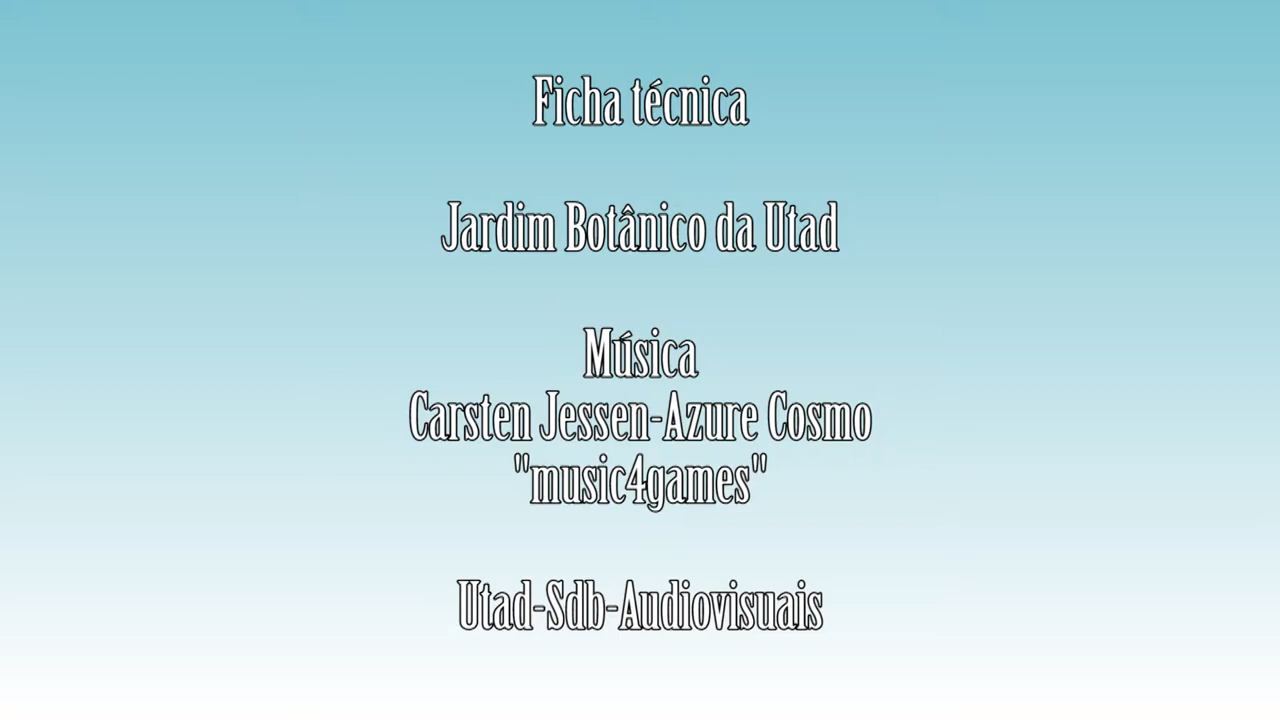 Ficha técnica
Jardim Botânico da Utad
Música
Carsten Jessen-Azure Cosmo
"music4games"
Utad-Sdb-Audiovisuais